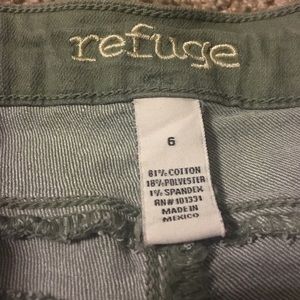 refuge
6
81% COTTON
18% POLYESTER
1% SPANDEX
RN# 101331
MADE IN
MEXICO